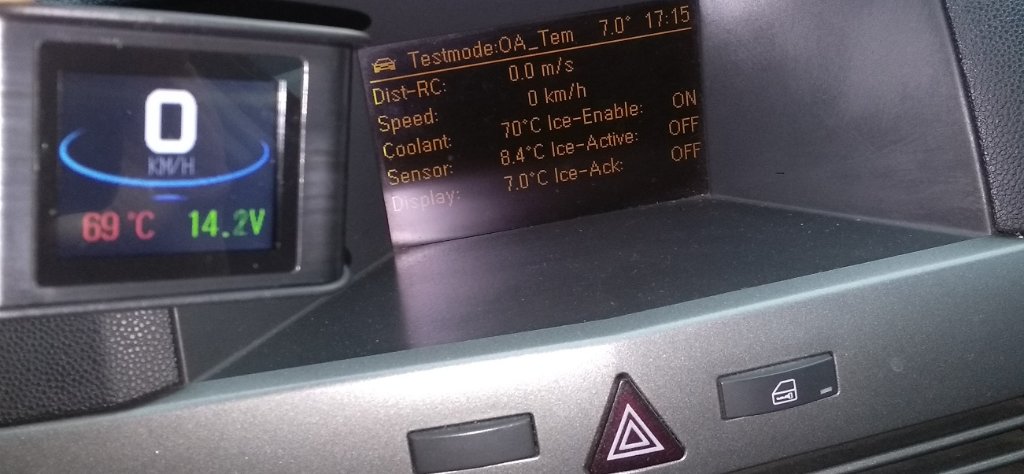 0
KM/H
69 °C 14.2V
Testmode:OA_Tem 7.0° 17:15
Dist-RC: 0.0 m/s
Speed: 0 km/h
Coolant: 70°C Ice-Enable: ON
Sensor: 8.4°C Ice-Active: OFF
Display: 7.0°C Ice-Ack: OFF